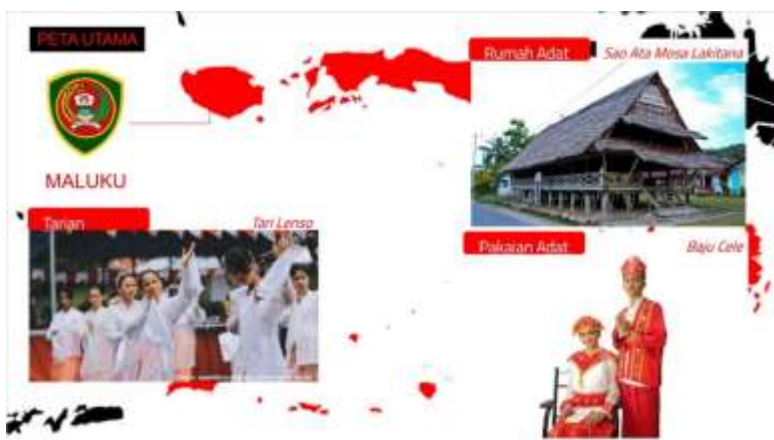 PETA UTAMA
MALUKU
Tarian
Tari Lenso
Rumah Adat
Sao Ata Mosa Lakitana
Pakaian Adat
Baju Cele